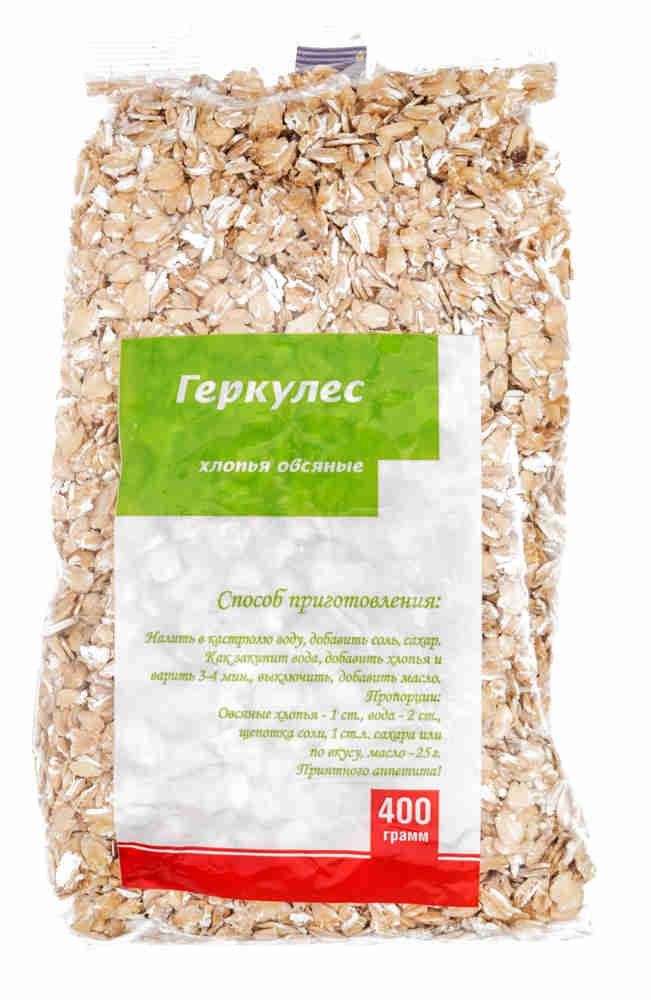 Геркулес
хлопья овсяные
Способ приготовления:
Налить в кастрюлю воду, добавить соль, сахар.
Как закипит вода, добавить хлопья и
варить 3-4 мин., выключить, добавить масло.
Пропорции:
Овсяные хлопья - 1 ст., вода - 2 ст.,
щепотка соли, 1 ст.л. сахара или
по вкусу, масло -25 г.
Приятного аппетита!
400
грамм